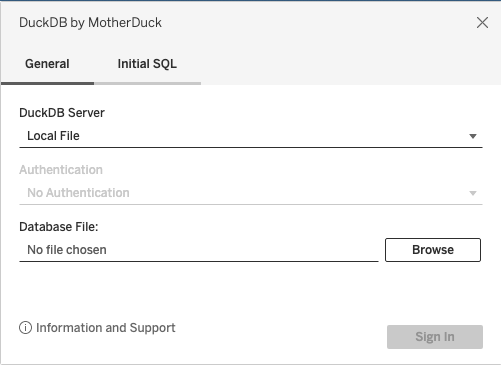 DuckDB by MotherDuck
General Initial SQL
DuckDB Server
Local File
Authentication
No Authentication
Database File:
No file chosen Browse
Information and Support
Sign In